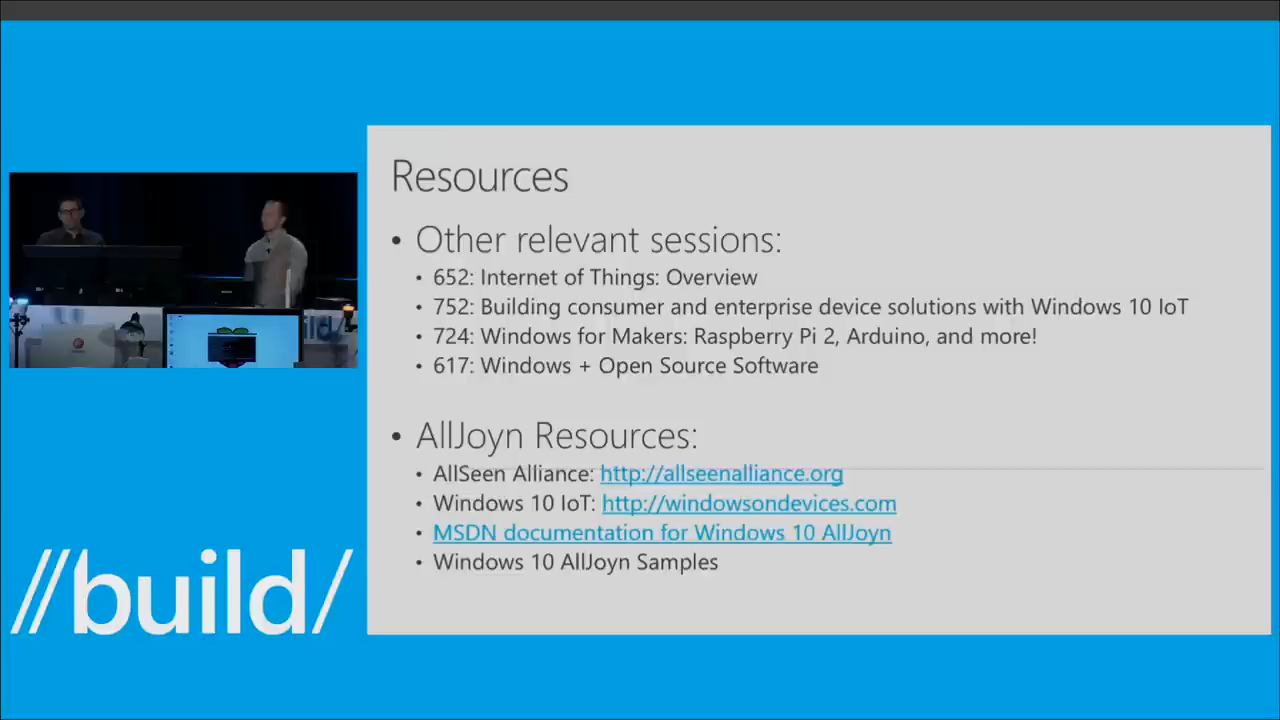 Resources
• Other relevant sessions:
• 652: Internet of Things: Overview
• 752: Building consumer and enterprise device solutions with Windows 10 IoT
• 724: Windows for Makers: Raspberry Pi 2, Arduino, and more!
• 617: Windows + Open Source Software
• AllJoyn Resources:
• AllSeen Alliance: http://allseenalliance.org
• Windows 10 IoT: http://windowsondevices.com
• MSDN documentation for Windows 10 AllJoyn
• Windows 10 AllJoyn Samples
//build/